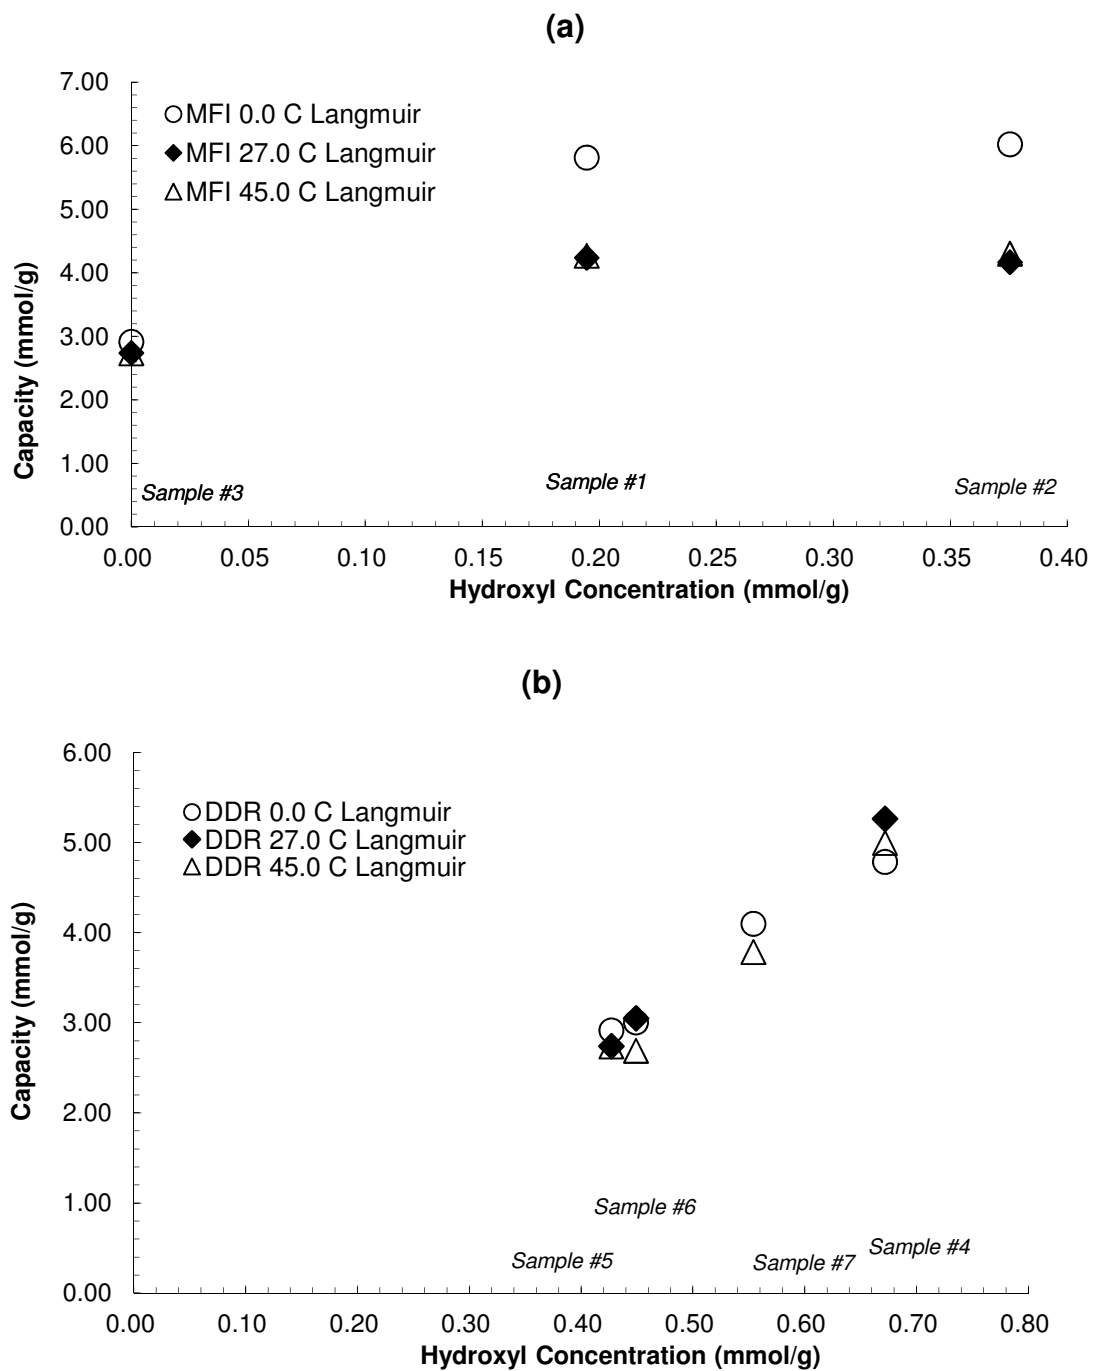 (a)
7.00
6.00
5.00
4.00
3.00
2.00
1.00
0.00
Capacity (mmol/g)
MFI 0.0 C Langmuir
MFI 27.0 C Langmuir
MFI 45.0 C Langmuir
Sample #3
Sample #1
Sample #2
0.00 0.05 0.10 0.15 0.20 0.25 0.30 0.35 0.40
Hydroxyl Concentration (mmol/g)
(b)
6.00
5.00
4.00
3.00
2.00
1.00
0.00
Capacity (mmol/g)
DDR 0.0 C Langmuir
DDR 27.0 C Langmuir
DDR 45.0 C Langmuir
Sample #6
Sample #5
Sample #7
Sample #4
0.00 0.10 0.20 0.30 0.40 0.50 0.60 0.70 0.80
Hydroxyl Concentration (mmol/g)